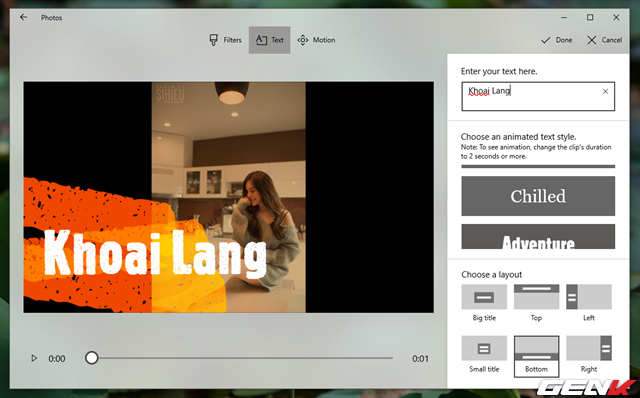 Photos
Filters
Text
Motion
Done
Cancel
Enter your text here.
Khoai Lang
SIHIEU
Khoai Lang
Choose an animated text style.
Note: To see animation, change the clip's duration
to 2 seconds or more.
Chilled
Adventure
Choose a layout
Big title
Top
Left
Small title
Bottom
Right
0:00
0:01
GENK